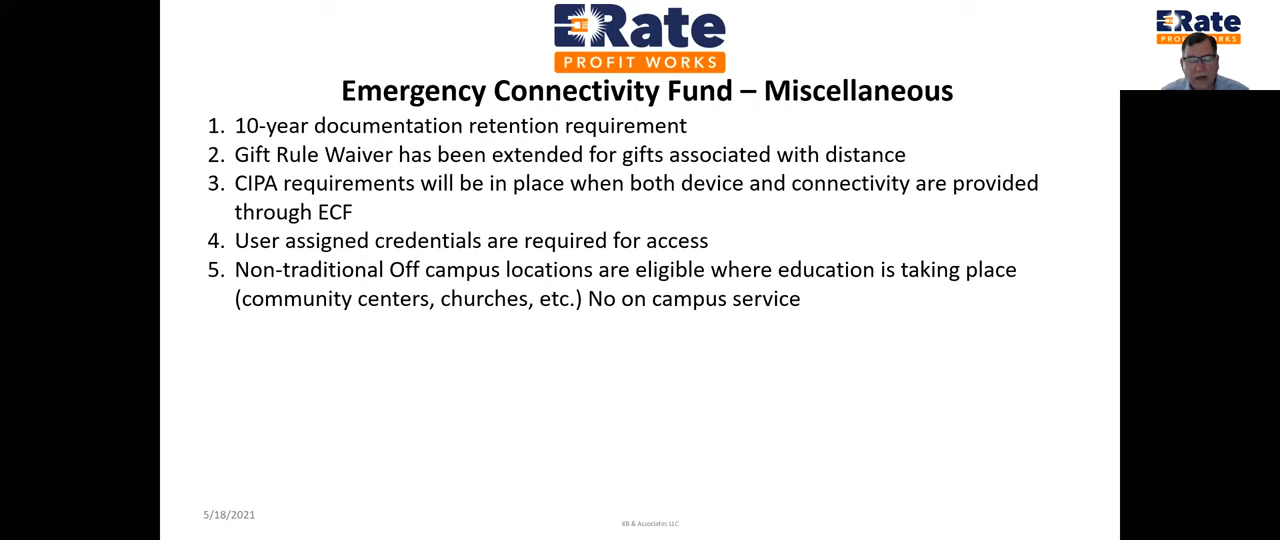 ERate
PROFIT WORKS
ERate
PROFIT WORKS
Emergency Connectivity Fund – Miscellaneous
1. 10-year documentation retention requirement
2. Gift Rule Waiver has been extended for gifts associated with distance
3. CIPA requirements will be in place when both device and connectivity are provided
through ECF
4. User assigned credentials are required for access
5. Non-traditional Off campus locations are eligible where education is taking place
(community centers, churches, etc.) No on campus service
5/18/2021
KB & Associates LLC